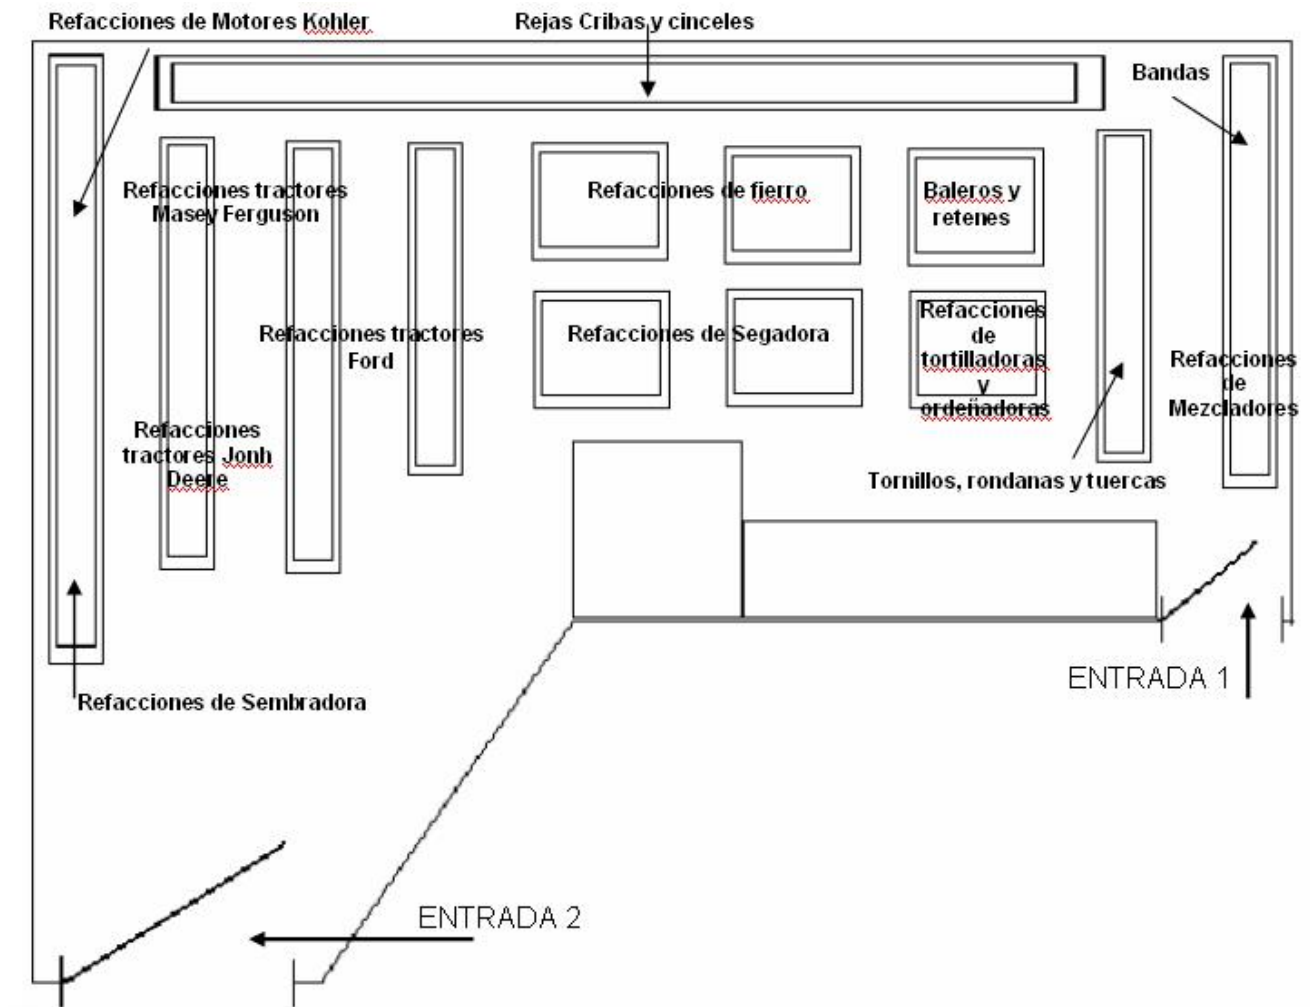 Refacciones de Motores Kohler
Rejas Cribas y cinceles
Bandas
Refacciones tractores
Masey Ferguson
Refacciones de fierro
Baleros y
retenes
Refacciones tractores
Ford
Refacciones de Segadora
Refacciones
de
tortilladoras
y
ordeñadoras
Refacciones
de
Mezcladores
Refacciones
tractores Jonh
Deere
Tornillos, rondanas y tuercas
ENTRADA 1
Refacciones de Sembradora
ENTRADA 2